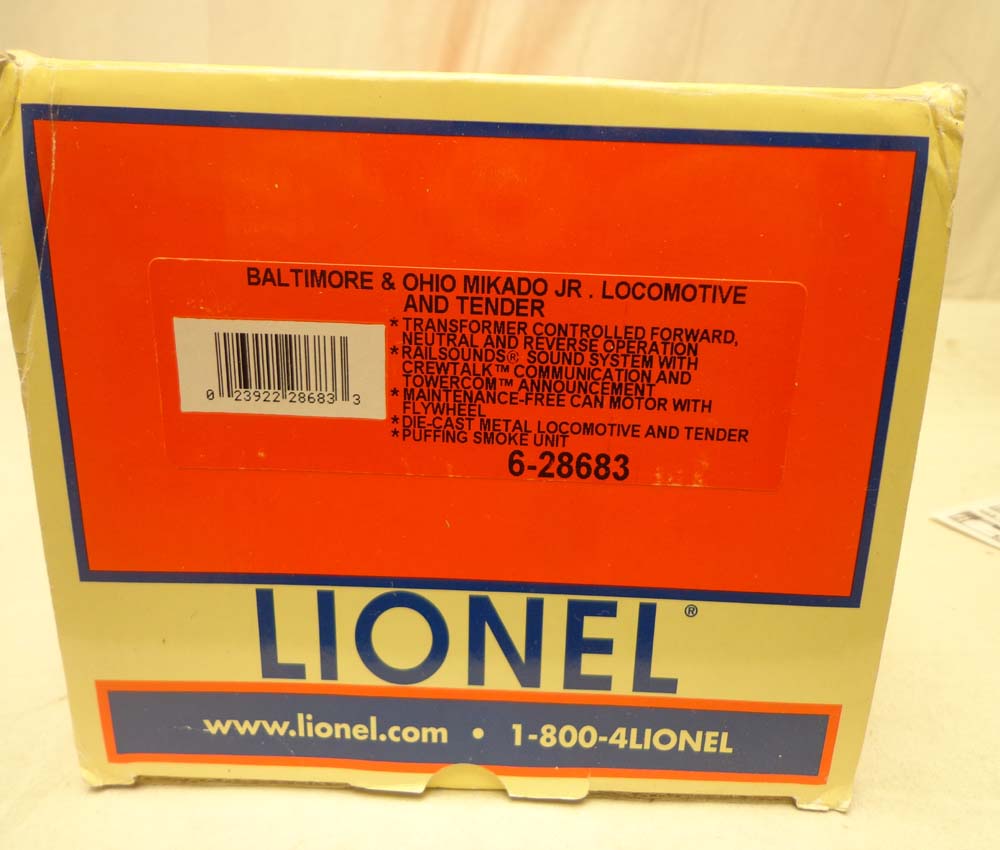 BALTIMORE & OHIO MIKADO JR . LOCOMOTIVE
AND TENDER
* TRANSFORMER CONTROLLED FORWARD,
NEUTRAL AND REVERSE OPERATION
* RAILSOUNDS® SOUND SYSTEM WITH
CREWTALK™ COMMUNICATION AND
TOWERCOM™ ANNOUNCEMENT
* MAINTENANCE-FREE CAN MOTOR WITH
FLYWHEEL
* DIE-CAST METAL LOCOMOTIVE AND TENDER
* PUFFING SMOKE UNIT
6-28683
0 23922 28683 3
LIONEL®
www.lionel.com • 1-800-4LIONEL